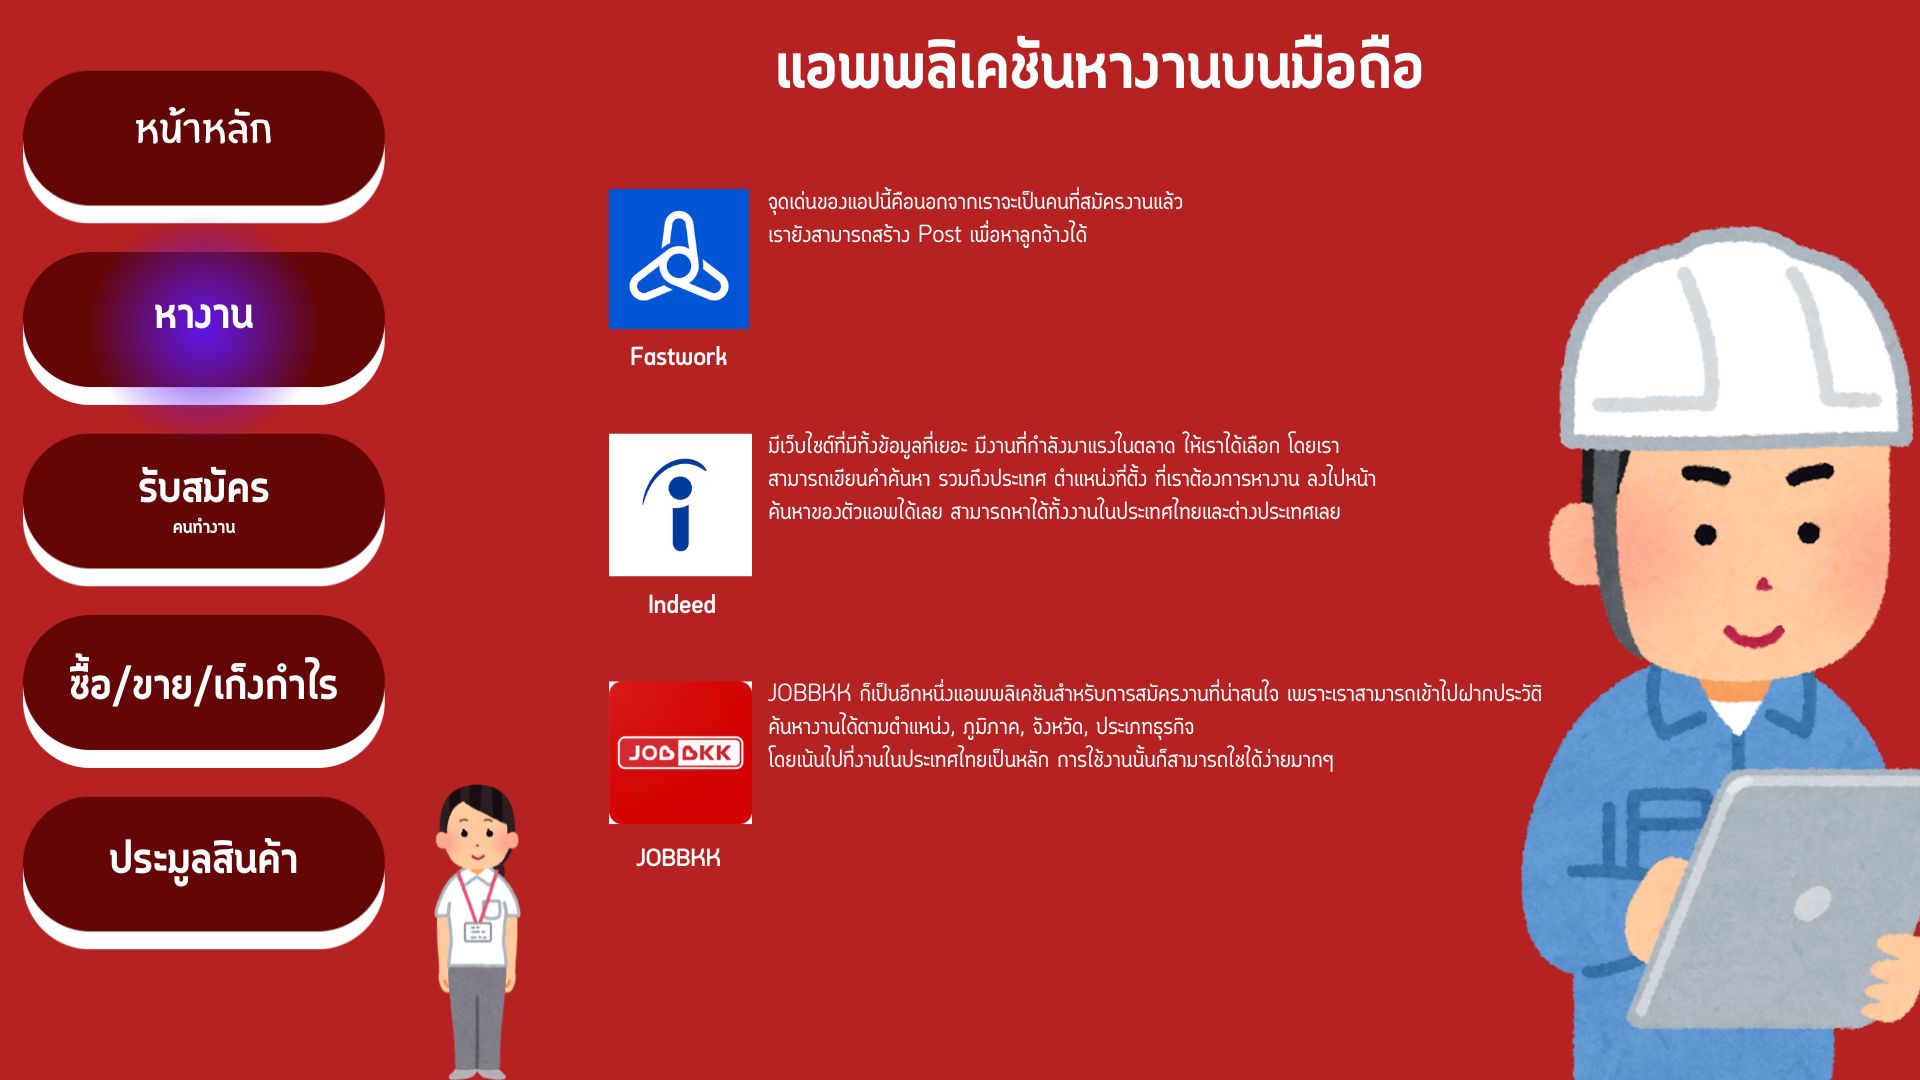 แอพพลิเคชันหางานบนมือถือ
หน้าหลัก
หางาน
รับสมัคร
คนทำงาน
ซื้อ/ขาย/เก็งกำไร
ประมูลสินค้า
จุดเด่นของแอปนี้คือนอกจากเราจะเป็นคนที่สมัครงานแล้ว
เรายังสามารถสร้าง Post เพื่อหาลูกจ้างได้
Fastwork
มีเว็บไซต์ที่มีทั้งข้อมูลที่เยอะ มีงานที่กำลังมาแรงในตลาด ให้เราได้เลือก โดยเรา
สามารถเขียนคำค้นหา รวมถึงประเทศ ตำแหน่งที่ตั้ง ที่เราต้องการหางาน ลงไปหน้า
ค้นหาของตัวแอพได้เลย สามารถหาได้ทั้งงานในประเทศไทยและต่างประเทศเลย
Indeed
JOBBKK ก็เป็นอีกหนึ่งแอพพลิเคชันสำหรับการสมัครงานที่น่าสนใจ เพราะเราสามารถเข้าไปฝากประวัติ
ค้นหางานได้ตามตำแหน่ง, ภูมิภาค, จังหวัด, ประเภทธุรกิจ
โดยเน้นไปที่งานในประเทศไทยเป็นหลัก การใช้งานนั้นก็สามารถใช่ได้ง่ายมากๆ
JOBBKK
JOBBKK